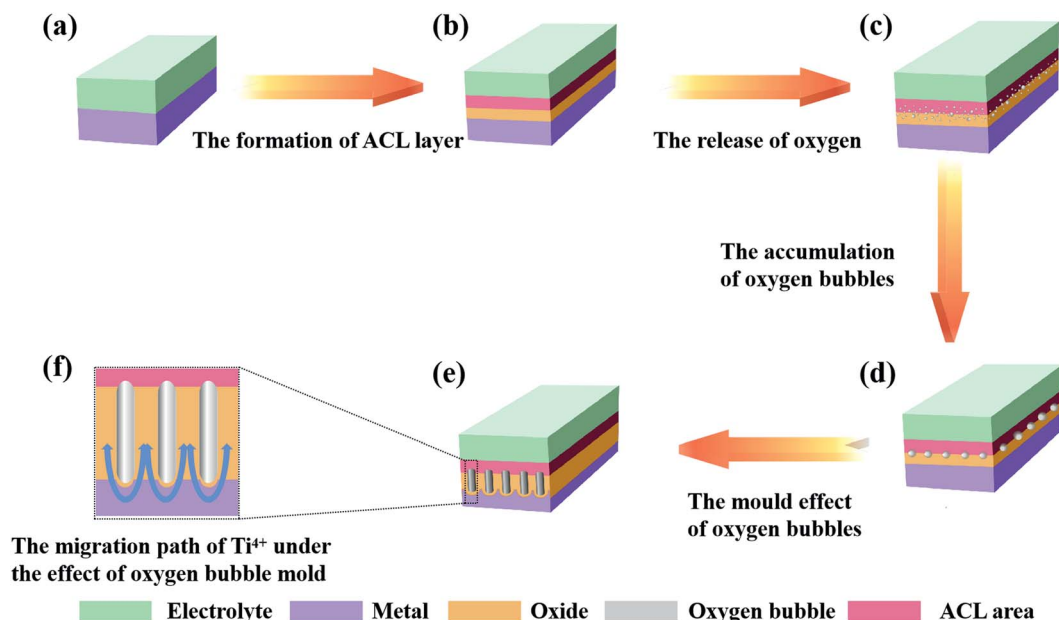 (a)
(b)
(c)
The formation of ACL layer
The release of oxygen
The accumulation
of oxygen bubbles
(f)
(e)
(d)
The mould effect
of oxygen bubbles
The migration path of Ti⁴⁺ under
the effect of oxygen bubble mold
Electrolyte
Metal
Oxide
Oxygen bubble
ACL area